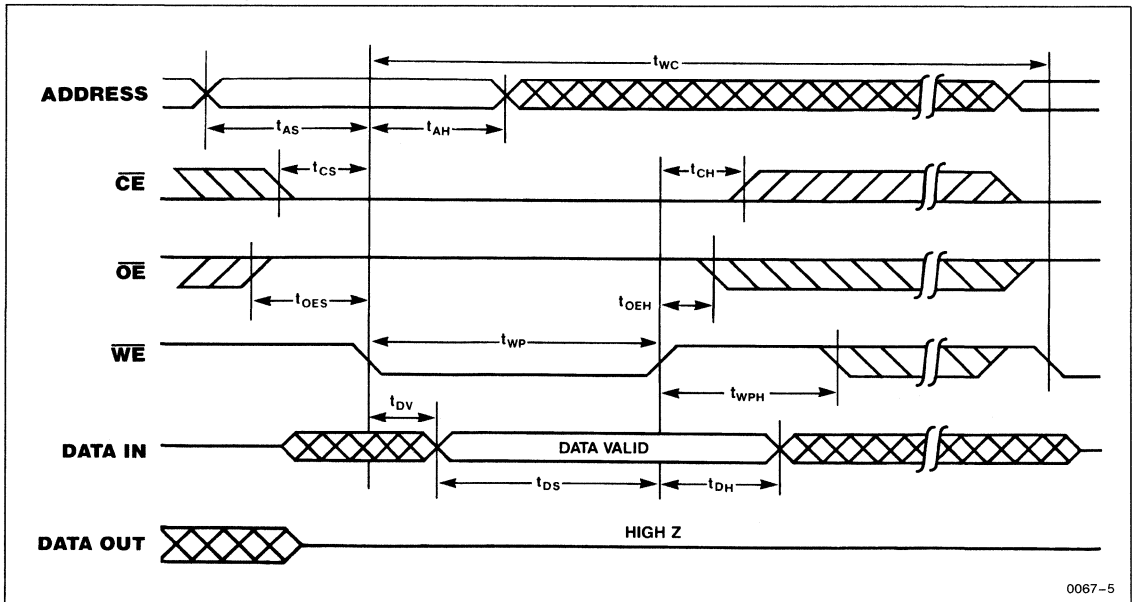 tWC
ADDRESS
tAS
tAH
CE
tCS
tCH
OE
tOES
tOEH
WE
tWP
tWPH
tDV
DATA IN
DATA VALID
tDS
tDH
DATA OUT
HIGH Z
0067–5